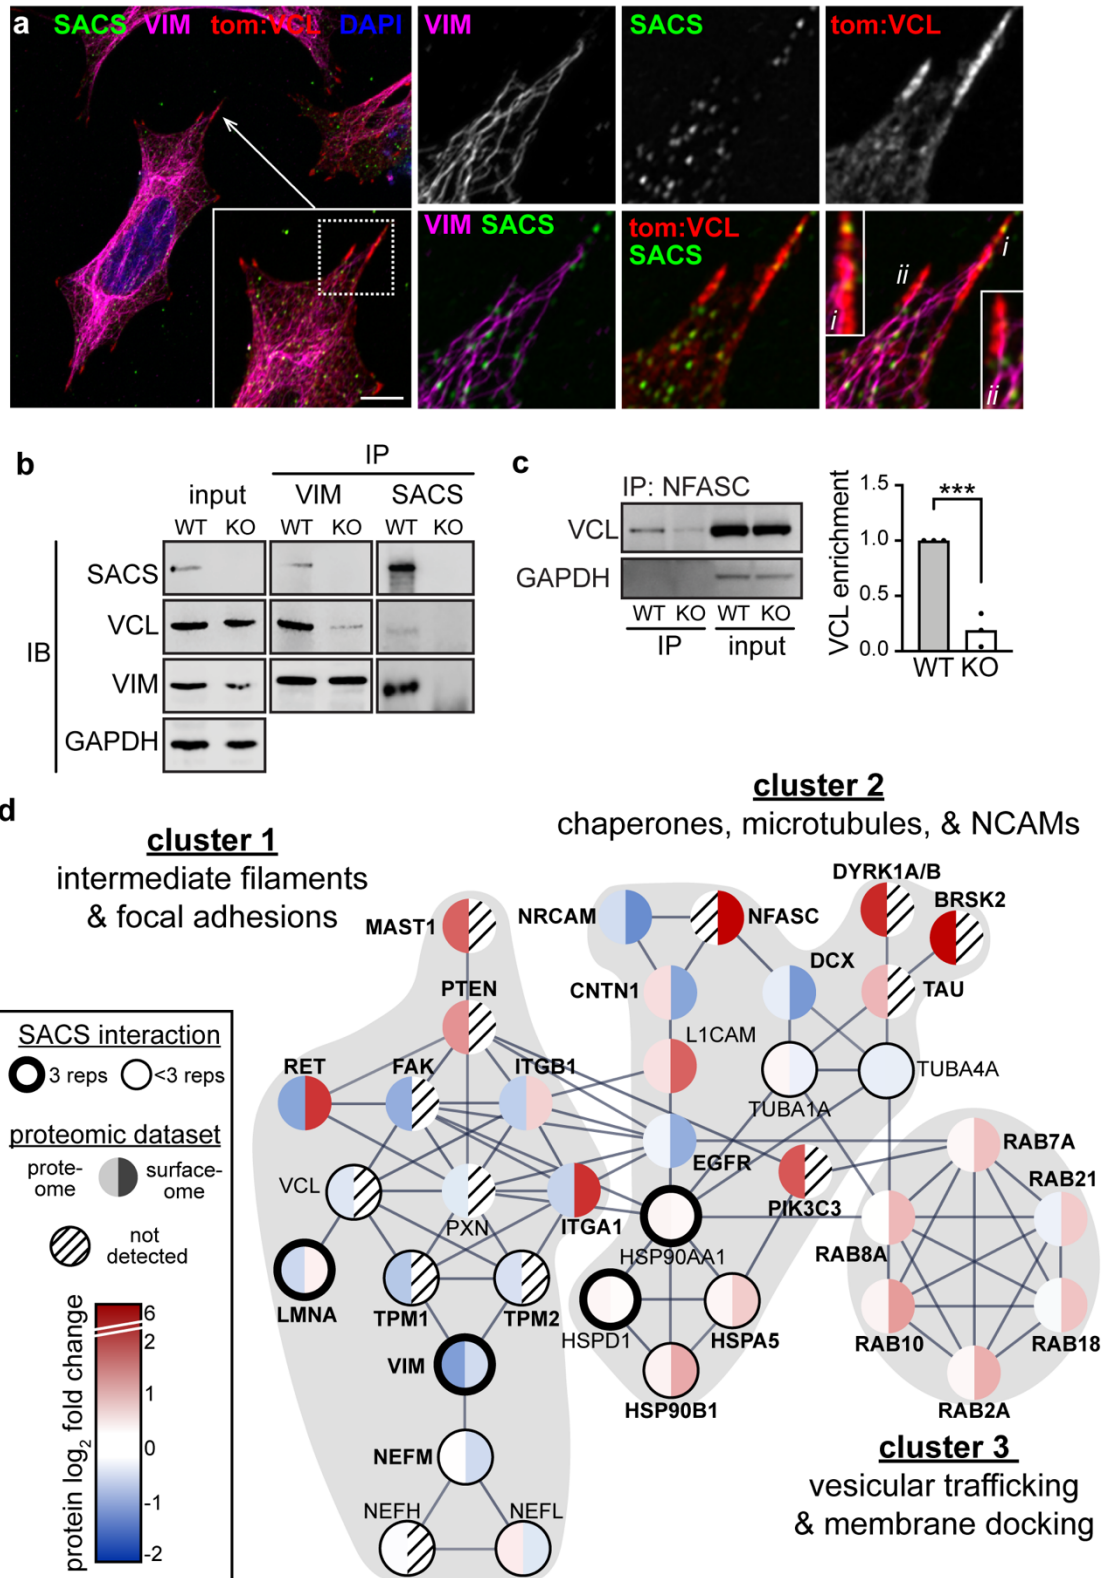 a
SACS VIM tom:VCL DAPI
VIM
SACS
tom:VCL
VIM SACS
tom:VCL
SACS
i
ii
i
ii
b
IP
input
VIM
SACS
WT KO WT KO WT KO
IB
SACS
VCL
VIM
GAPDH
c
IP: NFASC
VCL
GAPDH
WT KO WT KO
IP
input
VCL enrichment
1.5
1.0
0.5
0.0
***
WT KO
d
cluster 1
intermediate filaments
& focal adhesions
cluster 2
chaperones, microtubules, & NCAMs
MAST1
PTEN
RET
FAK
ITGB1
VCL
PXN
ITGA1
LMNA
TPM1
TPM2
VIM
NEFM
NEFH
NEFL
NRCAM
NFASC
DYRK1A/B
BRSK2
CNTN1
DCX
TAU
L1CAM
TUBA1A
TUBA4A
EGFR
PIK3C3
HSP90AA1
HSPD1
HSPA5
HSP90B1
RAB7A
RAB21
RAB8A
RAB10
RAB18
RAB2A
cluster 3
vesicular trafficking
& membrane docking
SACS interaction
3 reps
<3 reps
proteomic dataset
prote-
ome
surface-
ome
not
detected
protein log2 fold change
6
2
1
0
-1
-2